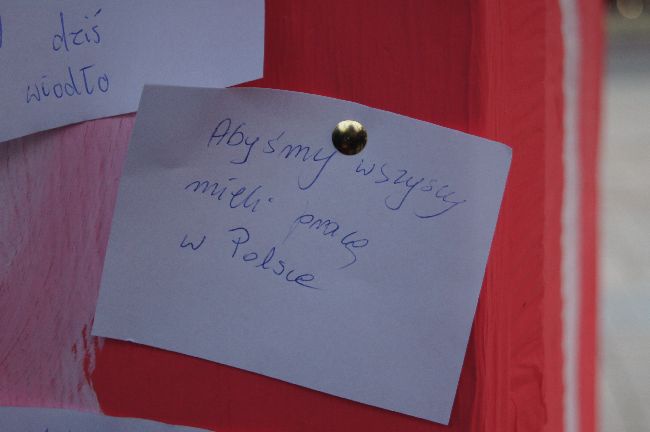 dziś
wiodło
Abyśmy wszyscy
mieli pracę
w Polsce